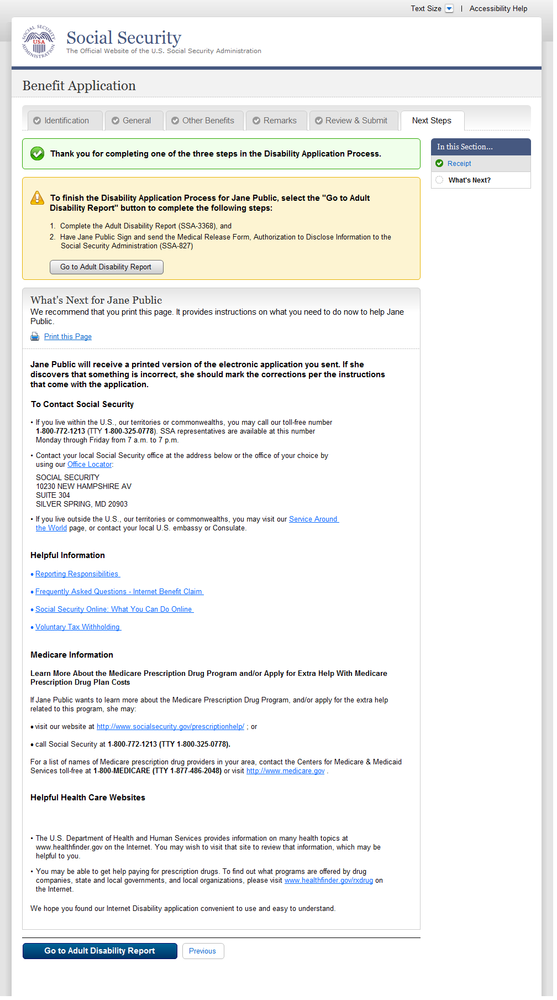 Text Size | Accessibility Help
SOCIAL SECURITY ADMINISTRATION
USA
Social Security
The Official Website of the U.S. Social Security Administration
Benefit Application
Identification General Other Benefits Remarks Review & Submit Next Steps
Thank you for completing one of the three steps in the Disability Application Process.
In this Section...
Receipt
What's Next?
To finish the Disability Application Process for Jane Public, select the "Go to Adult
Disability Report" button to complete the following steps:
1. Complete the Adult Disability Report (SSA-3368), and
2. Have Jane Public Sign and send the Medical Release Form, Authorization to Disclose Information to the
Social Security Administration (SSA-827)
Go to Adult Disability Report
What's Next for Jane Public
We recommend that you print this page. It provides instructions on what you need to do now to help Jane
Public.
Print this Page
Jane Public will receive a printed version of the electronic application you sent. If she
discovers that something is incorrect, she should mark the corrections per the instructions
that come with the application.
To Contact Social Security
• If you live within the U.S., our territories or commonwealths, you may call our toll-free number
1-800-772-1213 (TTY 1-800-325-0778). SSA representatives are available at this number
Monday through Friday from 7 a.m. to 7 p.m.
• Contact your local Social Security office at the address below or the office of your choice by
using our Office Locator:
SOCIAL SECURITY
10230 NEW HAMPSHIRE AV
SUITE 304
SILVER SPRING, MD 20903
• If you live outside the U.S., our territories or commonwealths, you may visit our Service Around
the World page, or contact your local U.S. embassy or Consulate.
Helpful Information
• Reporting Responsibilities
• Frequently Asked Questions - Internet Benefit Claim
• Social Security Online: What You Can Do Online
• Voluntary Tax Withholding
Medicare Information
Learn More About the Medicare Prescription Drug Program and/or Apply for Extra Help With Medicare
Prescription Drug Plan Costs
If Jane Public wants to learn more about the Medicare Prescription Drug Program, and/or apply for the extra help
related to this program, she may:
• visit our website at http://www.socialsecurity.gov/prescriptionhelp/ ; or
• call Social Security at 1-800-772-1213 (TTY 1-800-325-0778).
For a list of names of Medicare prescription drug providers in your area, contact the Centers for Medicare & Medicaid
Services toll-free at 1-800-MEDICARE (TTY 1-877-486-2048) or visit http://www.medicare.gov .
Helpful Health Care Websites
• The U.S. Department of Health and Human Services provides information on many health topics at
www.healthfinder.gov on the Internet. You may wish to visit that site to review that information, which may be
helpful to you.
• You may be able to get help paying for prescription drugs. To find out what programs are offered by drug
companies, state and local governments, and local organizations, please visit www.healthfinder.gov/rxdrug on
the Internet.
We hope you found our Internet Disability application convenient to use and easy to understand.
Go to Adult Disability Report Previous